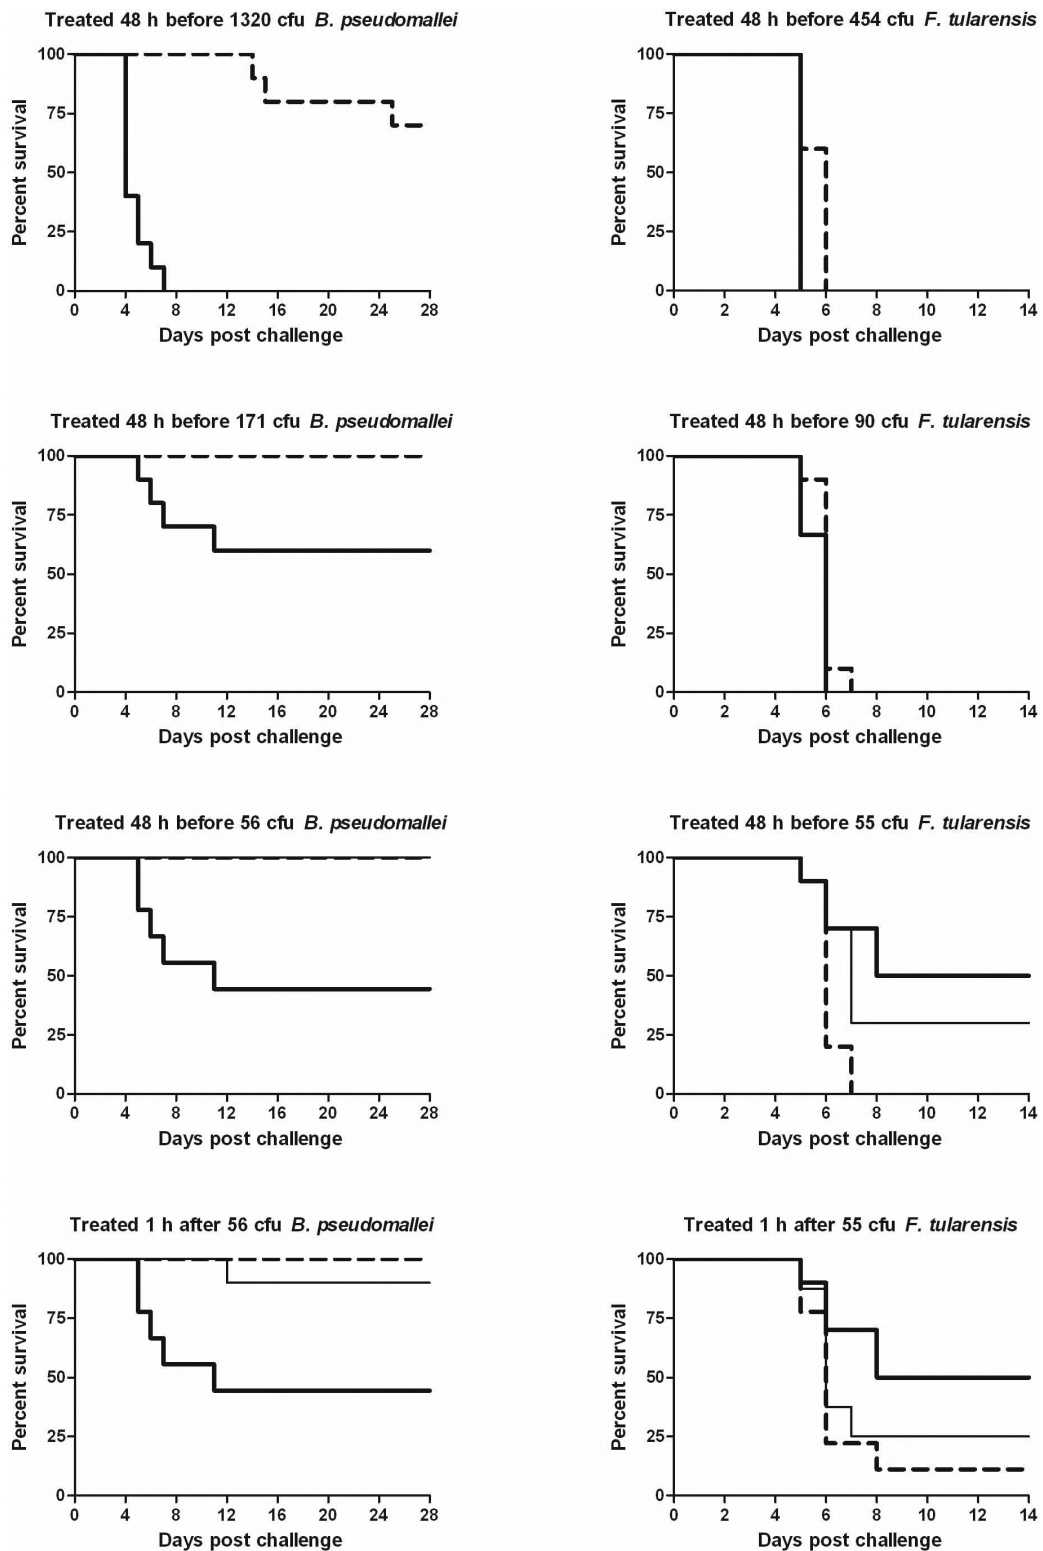 Treated 48 h before 1320 cfu B. pseudomallei
100
75
50
25
0
Percent survival
0 4 8 12 16 20 24 28
Days post challenge
Treated 48 h before 454 cfu F. tularensis
100
75
50
25
0
Percent survival
0 2 4 6 8 10 12 14
Days post challenge
Treated 48 h before 171 cfu B. pseudomallei
100
75
50
25
0
Percent survival
0 4 8 12 16 20 24 28
Days post challenge
Treated 48 h before 90 cfu F. tularensis
100
75
50
25
0
Percent survival
0 2 4 6 8 10 12 14
Days post challenge
Treated 48 h before 56 cfu B. pseudomallei
100
75
50
25
0
Percent survival
0 4 8 12 16 20 24 28
Days post challenge
Treated 48 h before 55 cfu F. tularensis
100
75
50
25
0
Percent survival
0 2 4 6 8 10 12 14
Days post challenge
Treated 1 h after 56 cfu B. pseudomallei
100
75
50
25
0
Percent survival
0 4 8 12 16 20 24 28
Days post challenge
Treated 1 h after 55 cfu F. tularensis
100
75
50
25
0
Percent survival
0 2 4 6 8 10 12 14
Days post challenge